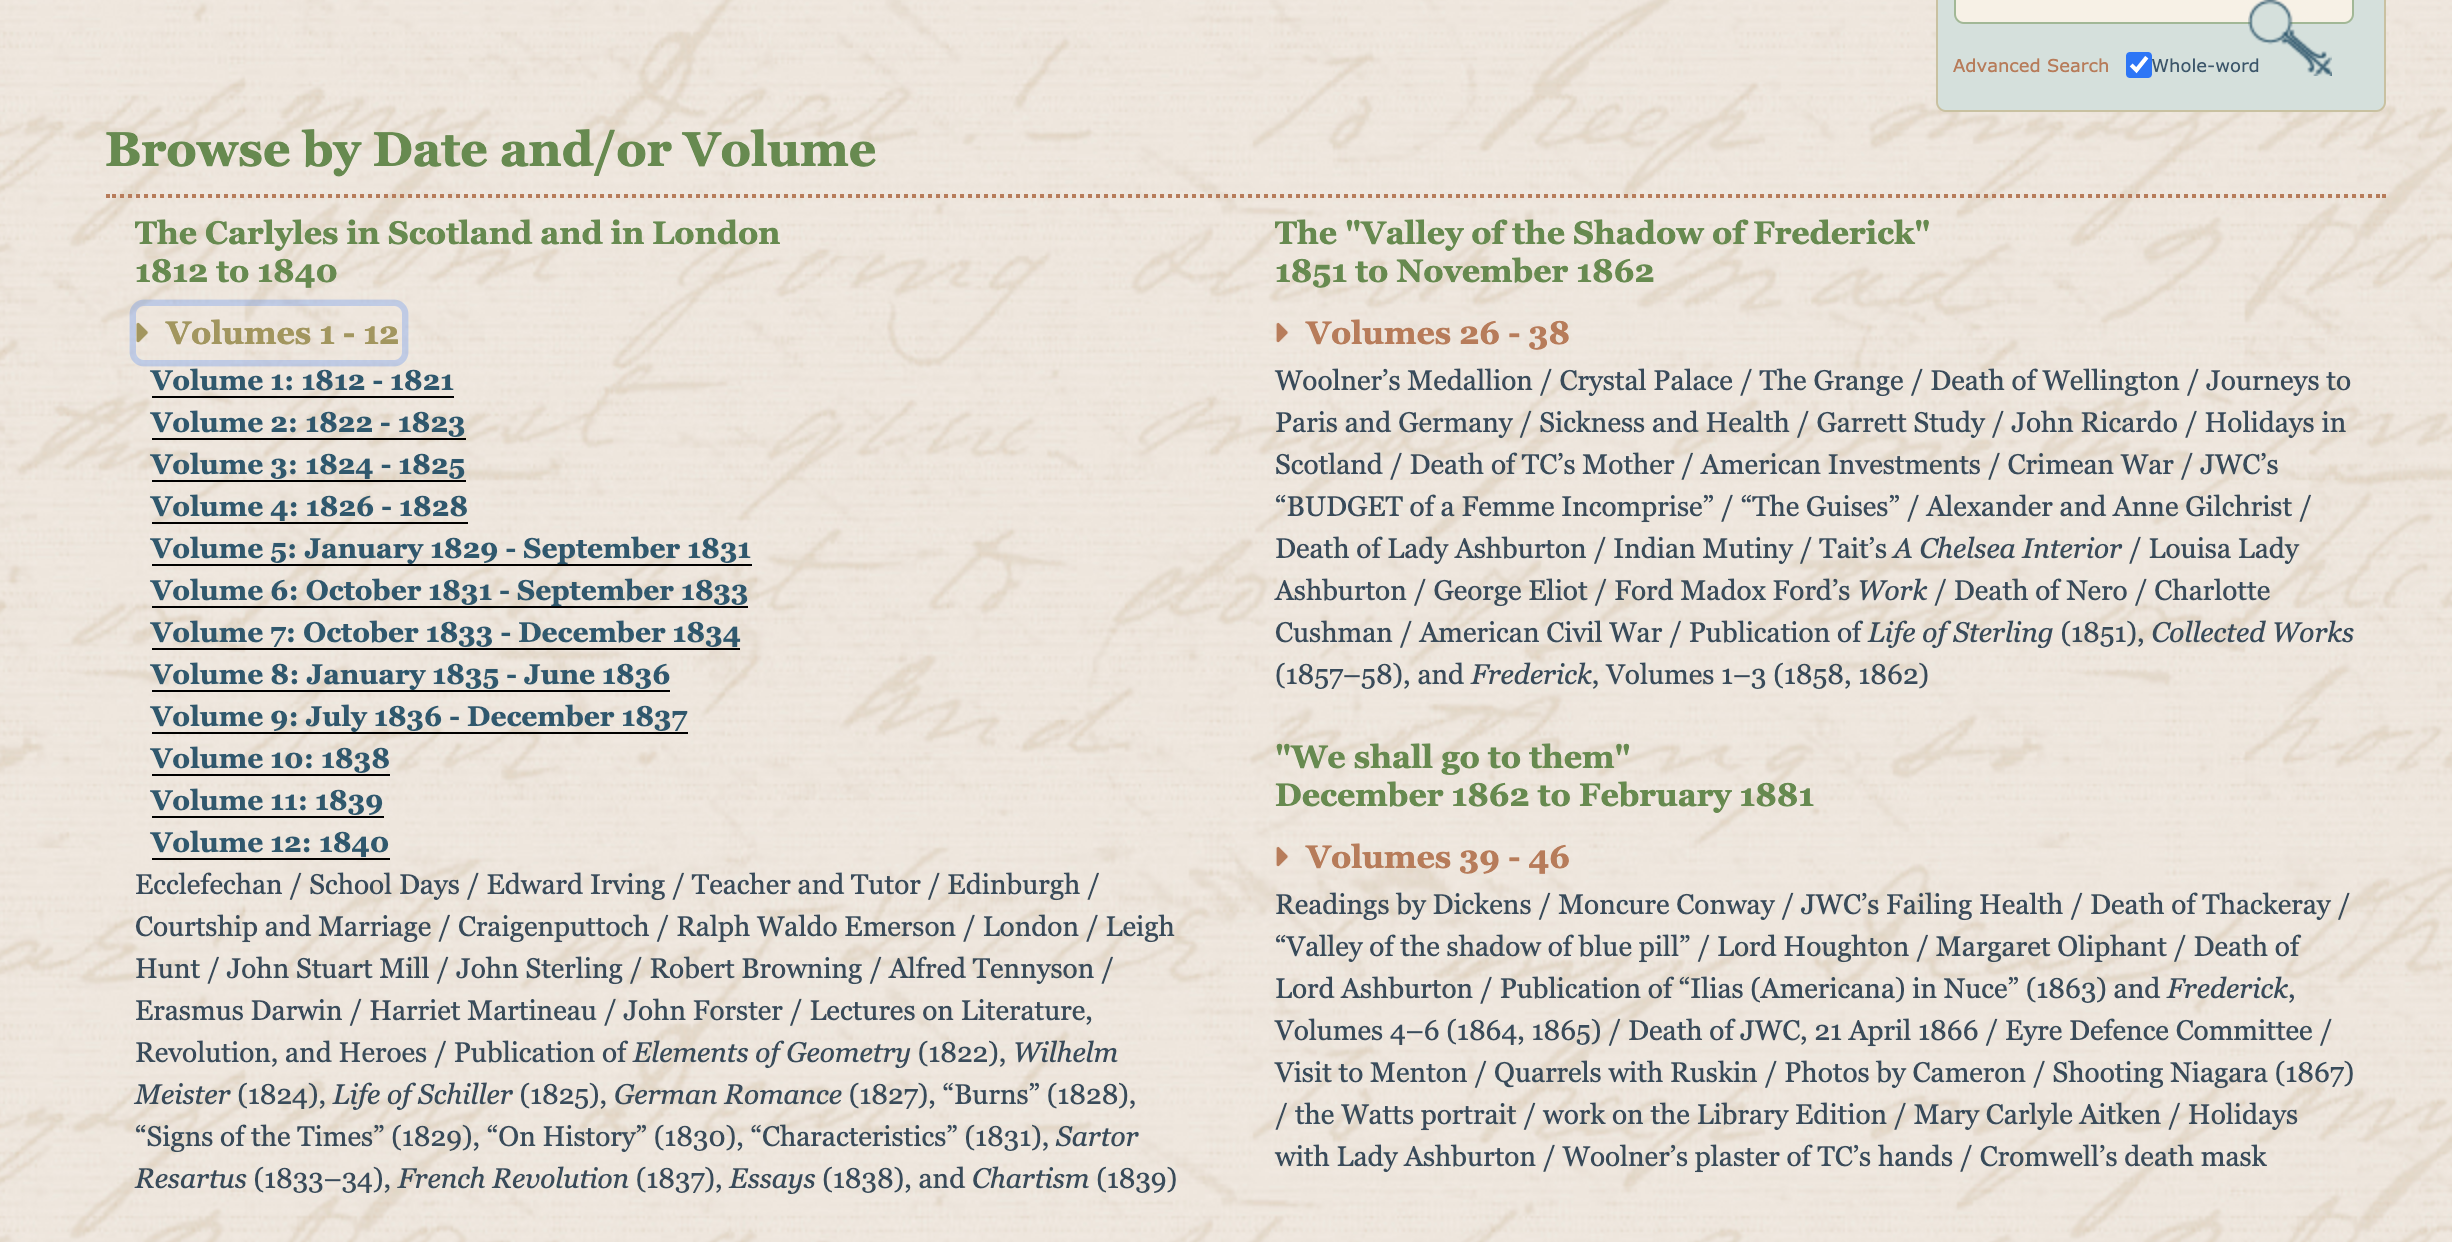 Advanced Search Whole-word
Browse by Date and/or Volume
The Carlyles in Scotland and in London
1812 to 1840
Volumes 1 - 12
Volume 1: 1812 - 1821
Volume 2: 1822 - 1823
Volume 3: 1824 - 1825
Volume 4: 1826 - 1828
Volume 5: January 1829 - September 1831
Volume 6: October 1831 - September 1833
Volume 7: October 1833 - December 1834
Volume 8: January 1835 - June 1836
Volume 9: July 1836 - December 1837
Volume 10: 1838
Volume 11: 1839
Volume 12: 1840
Ecclefechan / School Days / Edward Irving / Teacher and Tutor / Edinburgh /
Courtship and Marriage / Craigenputtoch / Ralph Waldo Emerson / London / Leigh
Hunt / John Stuart Mill / John Sterling / Robert Browning / Alfred Tennyson /
Erasmus Darwin / Harriet Martineau / John Forster / Lectures on Literature,
Revolution, and Heroes / Publication of Elements of Geometry (1822), Wilhelm
Meister (1824), Life of Schiller (1825), German Romance (1827), “Burns” (1828),
“Signs of the Times” (1829), “On History” (1830), “Characteristics” (1831), Sartor
Resartus (1833–34), French Revolution (1837), Essays (1838), and Chartism (1839)
The "Valley of the Shadow of Frederick"
1851 to November 1862
Volumes 26 - 38
Woolner’s Medallion / Crystal Palace / The Grange / Death of Wellington / Journeys to
Paris and Germany / Sickness and Health / Garrett Study / John Ricardo / Holidays in
Scotland / Death of TC’s Mother / American Investments / Crimean War / JWC’s
“BUDGET of a Femme Incomprise” / “The Guises” / Alexander and Anne Gilchrist /
Death of Lady Ashburton / Indian Mutiny / Tait’s A Chelsea Interior / Louisa Lady
Ashburton / George Eliot / Ford Madox Ford’s Work / Death of Nero / Charlotte
Cushman / American Civil War / Publication of Life of Sterling (1851), Collected Works
(1857–58), and Frederick, Volumes 1–3 (1858, 1862)
"We shall go to them"
December 1862 to February 1881
Volumes 39 - 46
Readings by Dickens / Moncure Conway / JWC’s Failing Health / Death of Thackeray /
“Valley of the shadow of blue pill” / Lord Houghton / Margaret Oliphant / Death of
Lord Ashburton / Publication of “Ilias (Americana) in Nuce” (1863) and Frederick,
Volumes 4–6 (1864, 1865) / Death of JWC, 21 April 1866 / Eyre Defence Committee /
Visit to Menton / Quarrels with Ruskin / Photos by Cameron / Shooting Niagara (1867)
/ the Watts portrait / work on the Library Edition / Mary Carlyle Aitken / Holidays
with Lady Ashburton / Woolner’s plaster of TC’s hands / Cromwell’s death mask